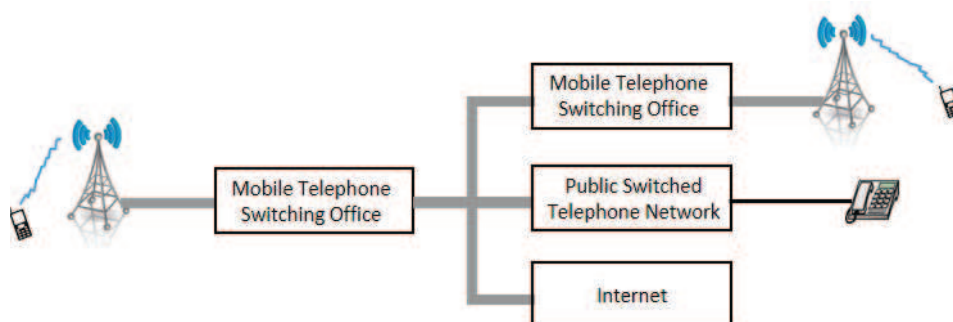 Mobile Telephone
Switching Office
Mobile Telephone
Switching Office
Public Switched
Telephone Network
Internet